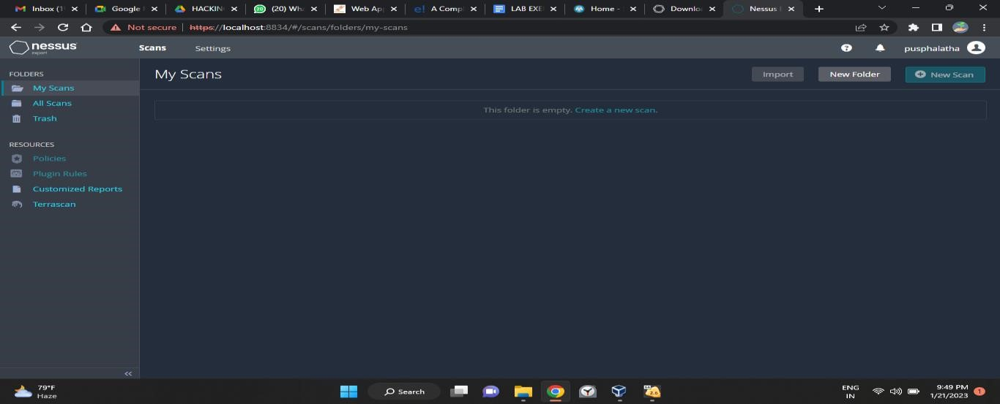 Inbox (1
Google
HACKIN
(20) Wh
Web Ap
A Compl
LAB EXE
Home -
Downlo
Nessus
Not secure
https://localhost:8834/#/scans/folders/my-scans
nessus
expert
Scans
Settings
pusphalatha
FOLDERS
My Scans
All Scans
Trash
RESOURCES
Policies
Plugin Rules
Customized Reports
Terrascan
My Scans
Import
New Folder
New Scan
This folder is empty. Create a new scan.
79°F
Haze
Search
ENG
IN
9:49 PM
1/21/2023
1